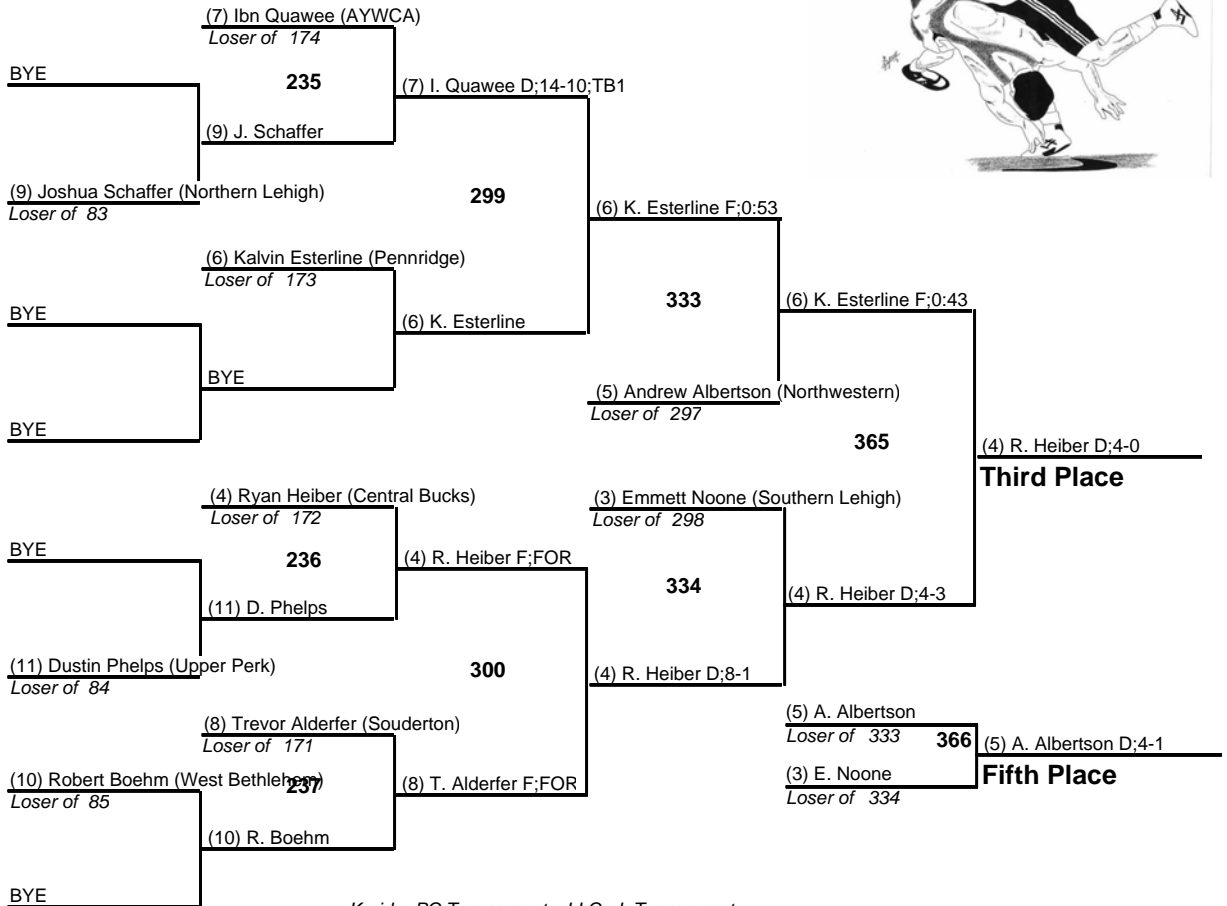 (7) Ibn Quawee (AYWCA)
Loser of 174
BYE
235
(7) I. Quawee D;14-10;TB1
(9) J. Schaffer
(9) Joshua Schaffer (Northern Lehigh)
Loser of 83
299
(6) K. Esterline F;0:53
(6) Kalvin Esterline (Pennridge)
Loser of 173
333
(6) K. Esterline F;0:43
BYE
(6) K. Esterline
BYE
(5) Andrew Albertson (Northwestern)
Loser of 297
BYE
365
(4) R. Heiber D;4-0
Third Place
(4) Ryan Heiber (Central Bucks)
Loser of 172
(3) Emmett Noone (Southern Lehigh)
Loser of 298
BYE
236
(4) R. Heiber F;FOR
334
(4) R. Heiber D;4-3
(11) D. Phelps
(11) Dustin Phelps (Upper Perk)
Loser of 84
300
(4) R. Heiber D;8-1
(8) Trevor Alderfer (Souderton)
Loser of 171
(5) A. Albertson
Loser of 333
366
(5) A. Albertson D;4-1
Fifth Place
(10) Robert Boehm (West Bethlehem)
Loser of 85
237
(8) T. Alderfer F;FOR
(3) E. Noone
Loser of 334
(10) R. Boehm
BYE